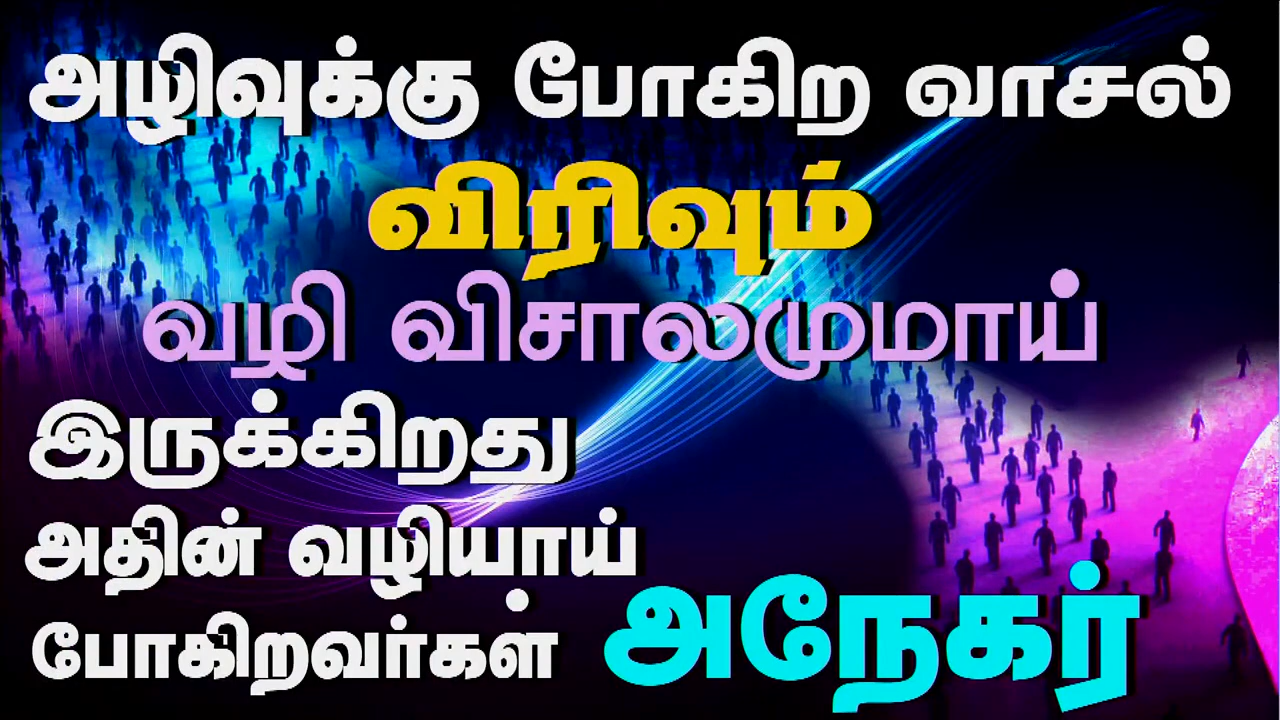 அழிவுக்கு போகிற வாசல்
விரிவும்
வழி விசாலமுமாய்
இருக்கிறது
அதின் வழியாய்
போகிறவர்கள் அநேகர்